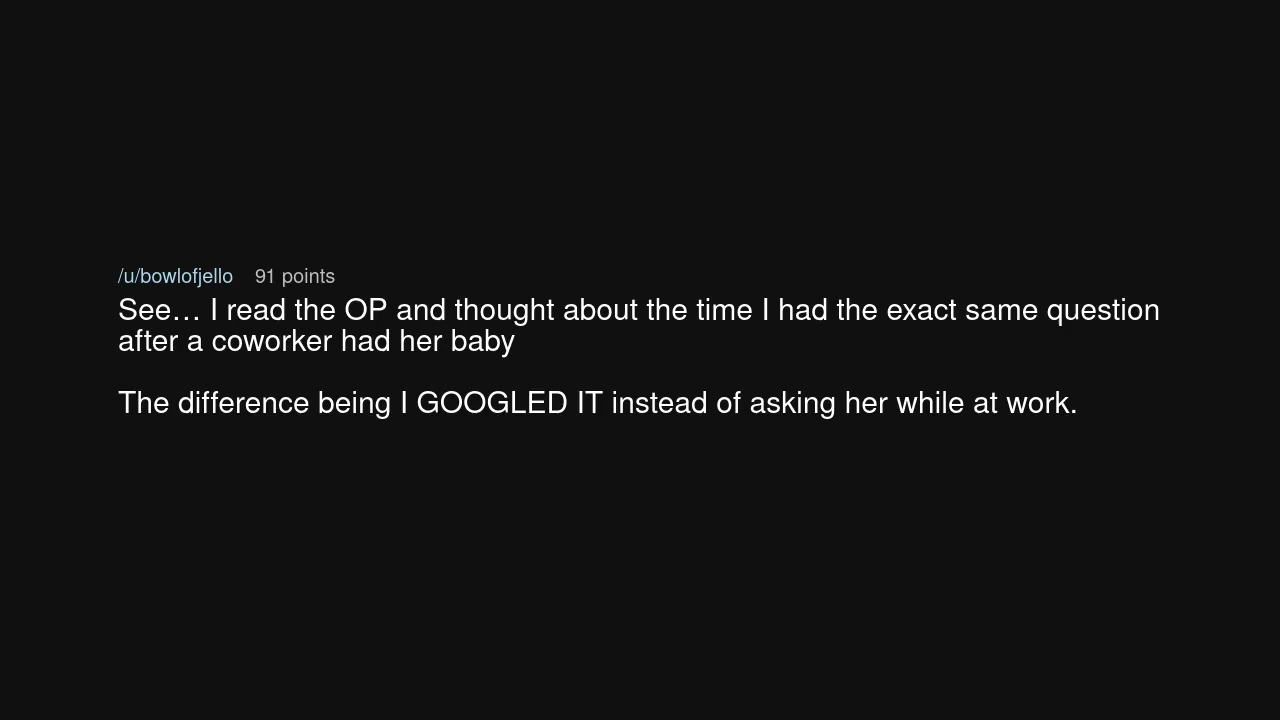 /u/bowlofjello 91 points
See… I read the OP and thought about the time I had the exact same question
after a coworker had her baby
The difference being I GOOGLED IT instead of asking her while at work.